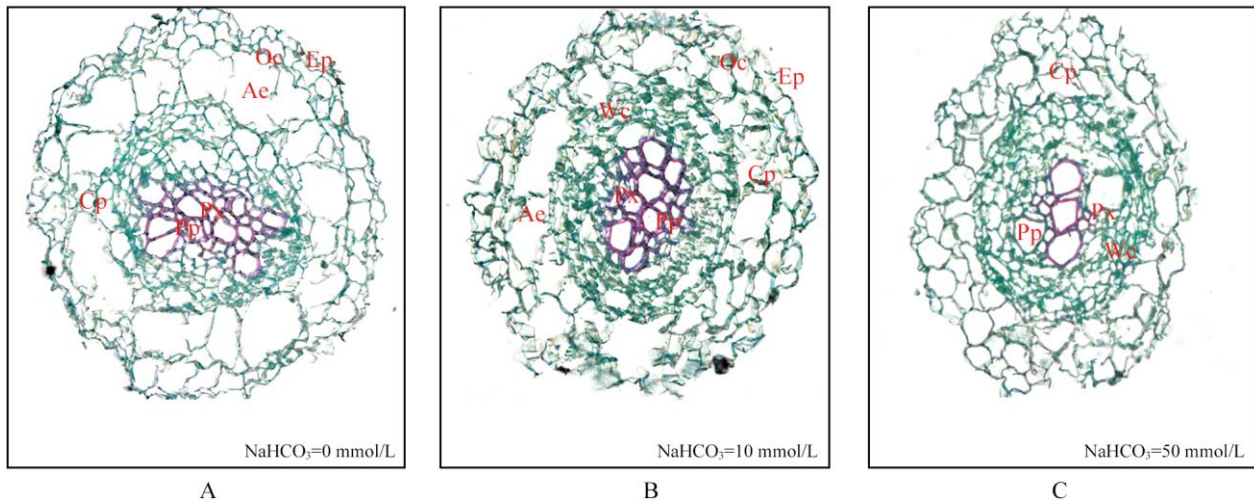 Oc
Ep
Ae
Cp
Px
Pp
NaHCO₃=0 mmol/L
A
Oc
Ep
Wc
Cp
Px
Ae
Pp
NaHCO₃=10 mmol/L
B
Cp
Px
Pp
Wc
NaHCO₃=50 mmol/L
C